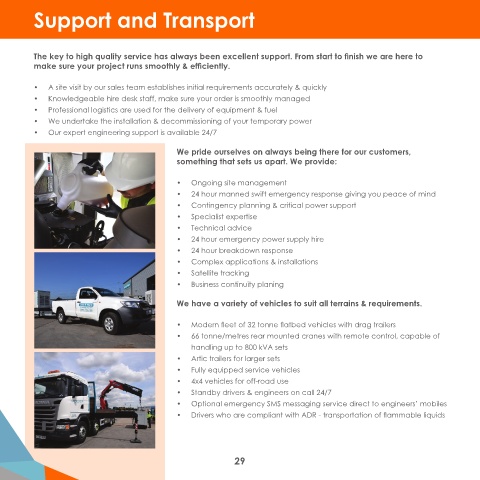 Support and Transport
The key to high quality service has always been excellent support. From start to finish we are here to
make sure your project runs smoothly & efficiently.
• A site visit by our sales team establishes initial requirements accurately & quickly
• Knowledgeable hire desk staff, make sure your order is smoothly managed
• Professional logistics are used for the delivery of equipment & fuel
• We undertake the installation & decommissioning of your temporary power
• Our expert engineering support is available 24/7
We pride ourselves on always being there for our customers,
something that sets us apart. We provide:
• Ongoing site management
• 24 hour manned swift emergency response giving you peace of mind
• Contingency planning & critical power support
• Specialist expertise
• Technical advice
• 24 hour emergency power supply hire
• 24 hour breakdown response
• Complex applications & installations
• Satellite tracking
• Business continuity planing
We have a variety of vehicles to suit all terrains & requirements.
• Modern fleet of 32 tonne flatbed vehicles with drag trailers
• 66 tonne/metres rear mounted cranes with remote control, capable of
handling up to 800 kVA sets
• Artic trailers for larger sets
• Fully equipped service vehicles
• 4x4 vehicles for off-road use
• Standby drivers & engineers on call 24/7
• Optional emergency SMS messaging service direct to engineers' mobiles
• Drivers who are compliant with ADR - transportation of flammable liquids
29